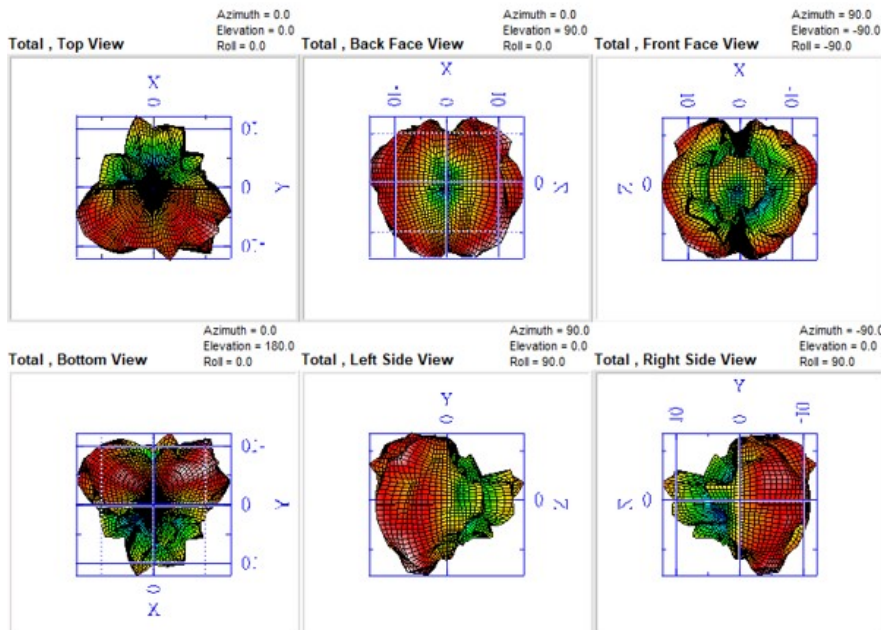 Azimuth = 0.0
Elevation = 0.0
Roll = 0.0
Total , Top View
Azimuth = 0.0
Elevation = 90.0
Roll = 0.0
Total , Back Face View
Azimuth = 90.0
Elevation = -90.0
Roll = -90.0
Total , Front Face View
X
0
0
Y
X
10-
0
10
0
Z
X
10
0
10-
Z
0
Azimuth = 0.0
Elevation = 180.0
Roll = 0.0
Total , Bottom View
Azimuth = 90.0
Elevation = 0.0
Roll = 90.0
Total , Left Side View
Azimuth = -90.0
Elevation = 0.0
Roll = 90.0
Total , Right Side View
0
Y
0
X
Y
0
0
Z
Y
10
0
-10
0